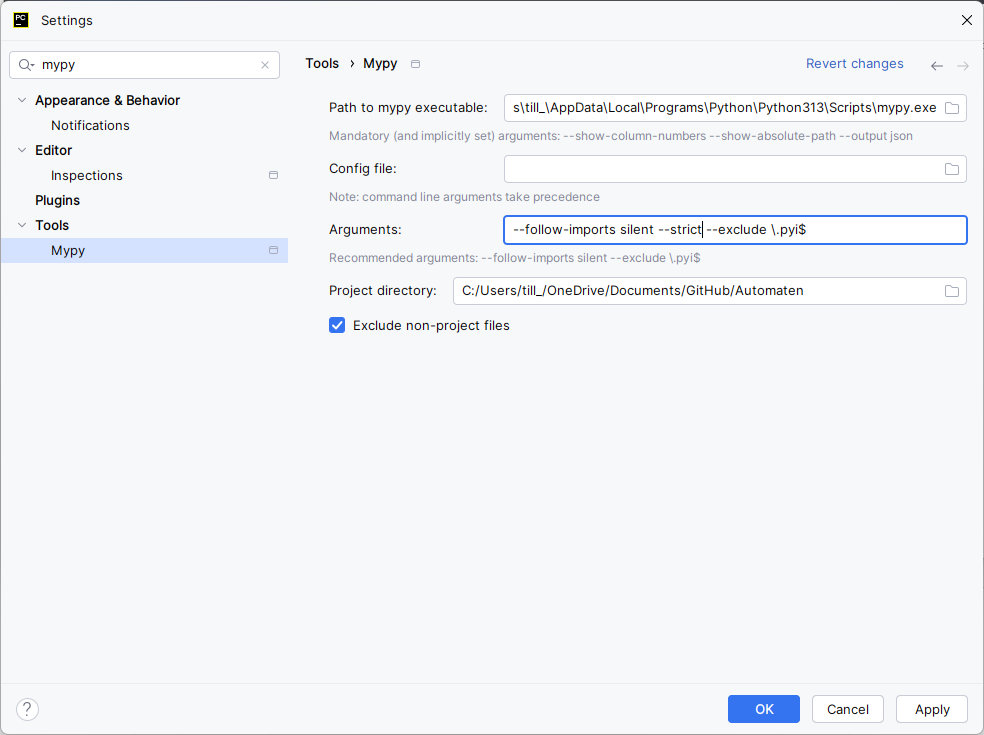 PC
Settings
mypy
Appearance & Behavior
Notifications
Editor
Inspections
Plugins
Tools
Mypy
Tools › Mypy
Revert changes
Path to mypy executable: s\till_\AppData\Local\Programs\Python\Python313\Scripts\mypy.exe
Mandatory (and implicitly set) arguments: --show-column-numbers --show-absolute-path --output json
Config file:
Note: command line arguments take precedence
Arguments: --follow-imports silent --strict --exclude \.pyi$
Recommended arguments: --follow-imports silent --exclude \.pyi$
Project directory: C:/Users/till_/OneDrive/Documents/GitHub/Automaten
Exclude non-project files
?
OK
Cancel
Apply